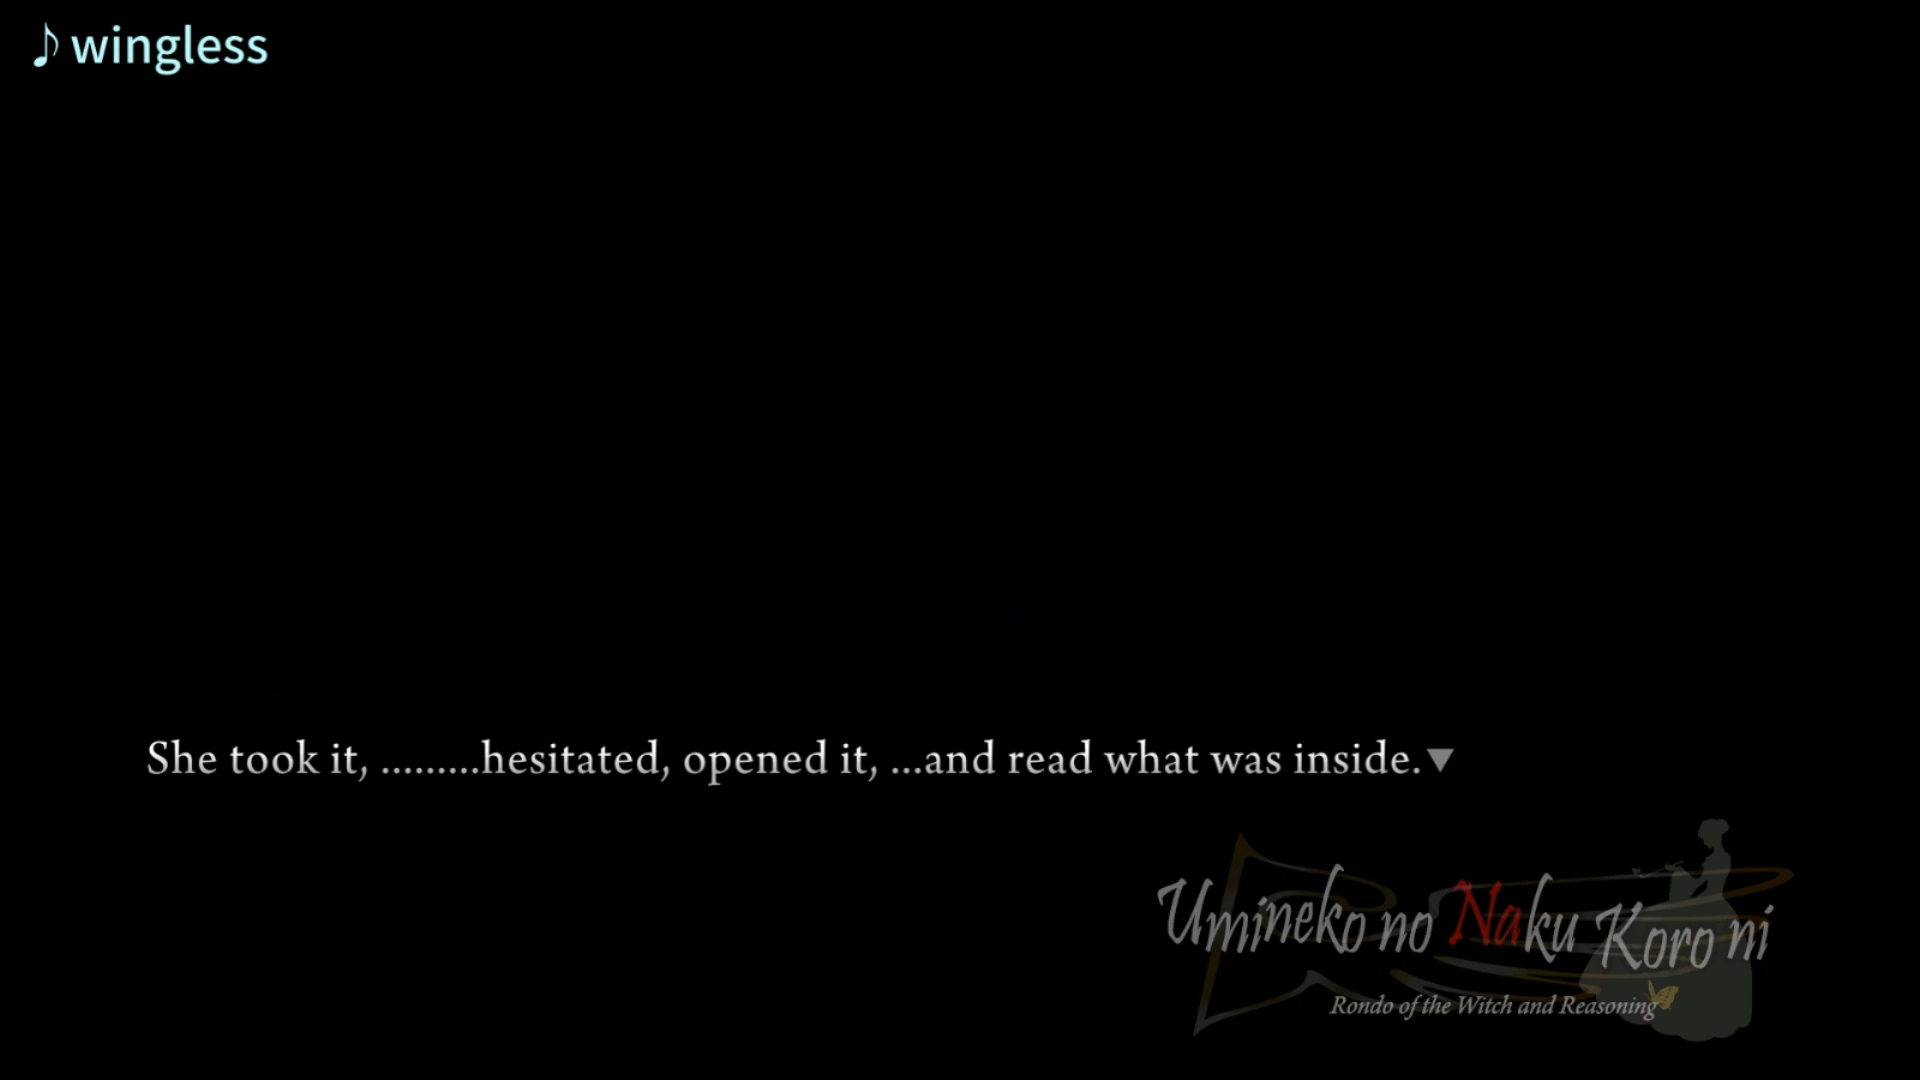 ♪ wingless
She took it, .........hesitated, opened it, ...and read what was inside.▼
Umineko no Naku Koro ni
Rondo of the Witch and Reasoning